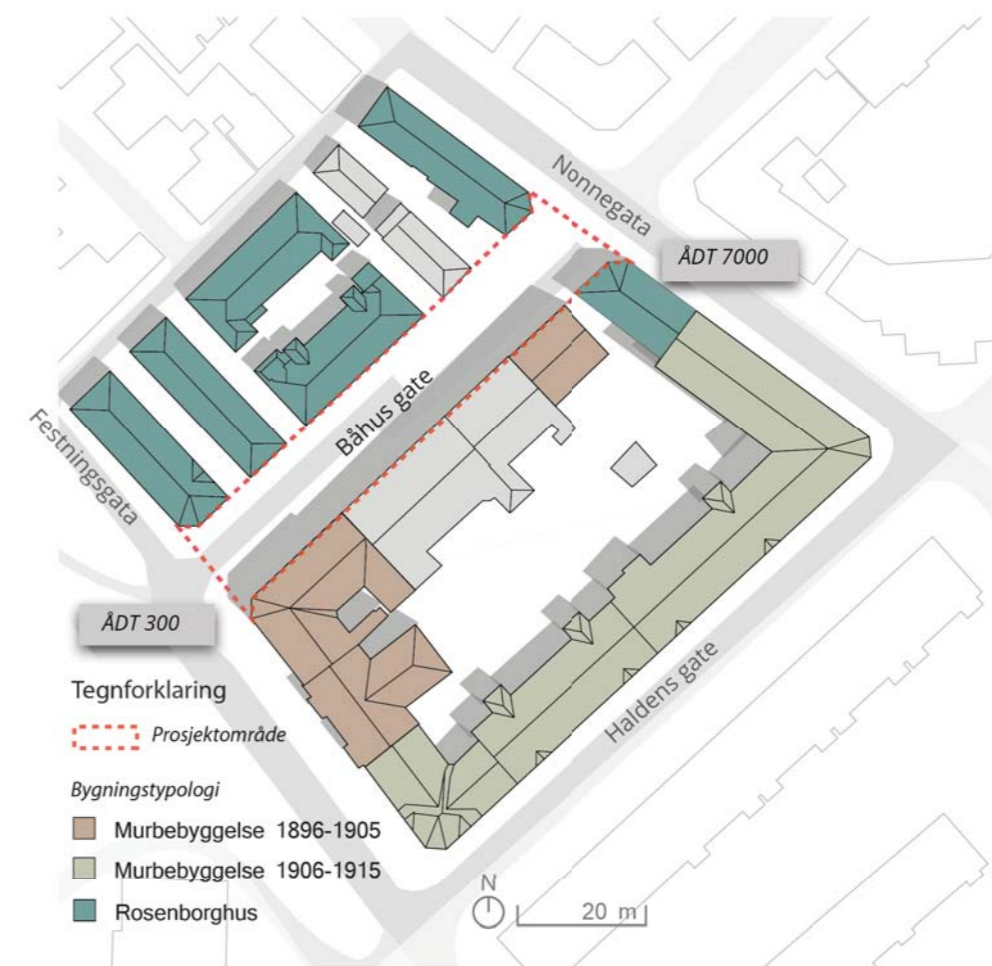 Nonnegata
ÅDT 7000
Båhus gate
Festningsgata
ÅDT 300
Haldens gate
Tegnforklaring
Prosjektområde
Bygningstypologi
Murbebyggelse 1896-1905
Murbebyggelse 1906-1915
Rosenborghus
N
20 m